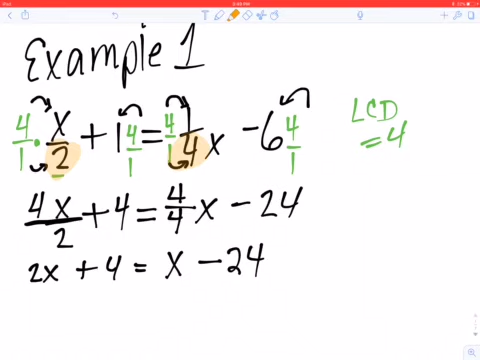 Example 1
4/1 · x/2 + 1 4/1 = 4/1 1/4 x - 6 4/1 LCD = 4
4x/2 + 4 = 4/4 x - 24
2x + 4 = x - 24